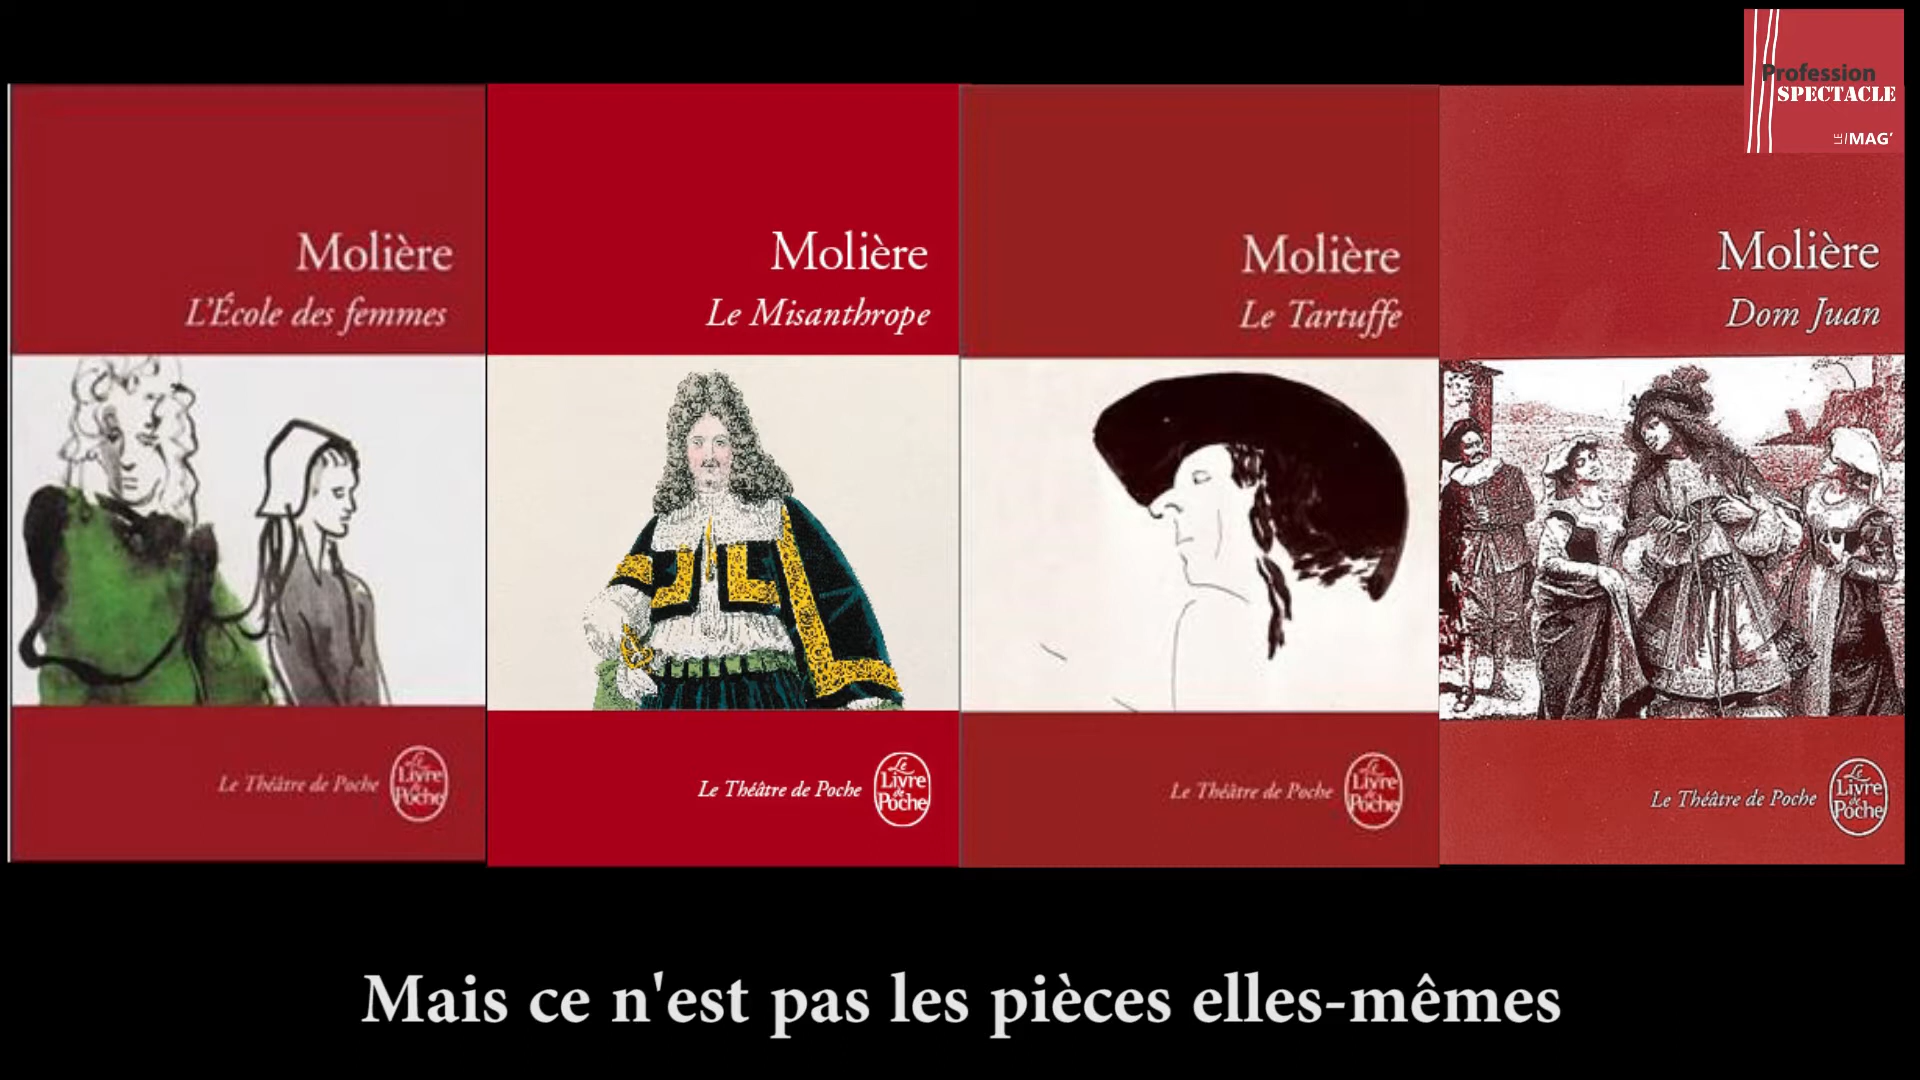 Profession
SPECTACLE
LE MAG'
Molière
L'École des femmes
Le Théâtre de Poche
Le
Livre
de
Poche
Molière
Le Misanthrope
Le Théâtre de Poche
Le
Livre
de
Poche
Molière
Le Tartuffe
Le Théâtre de Poche
Le
Livre
de
Poche
Molière
Dom Juan
Le Théâtre de Poche
Le
Livre
de
Poche
Mais ce n'est pas les pièces elles-mêmes